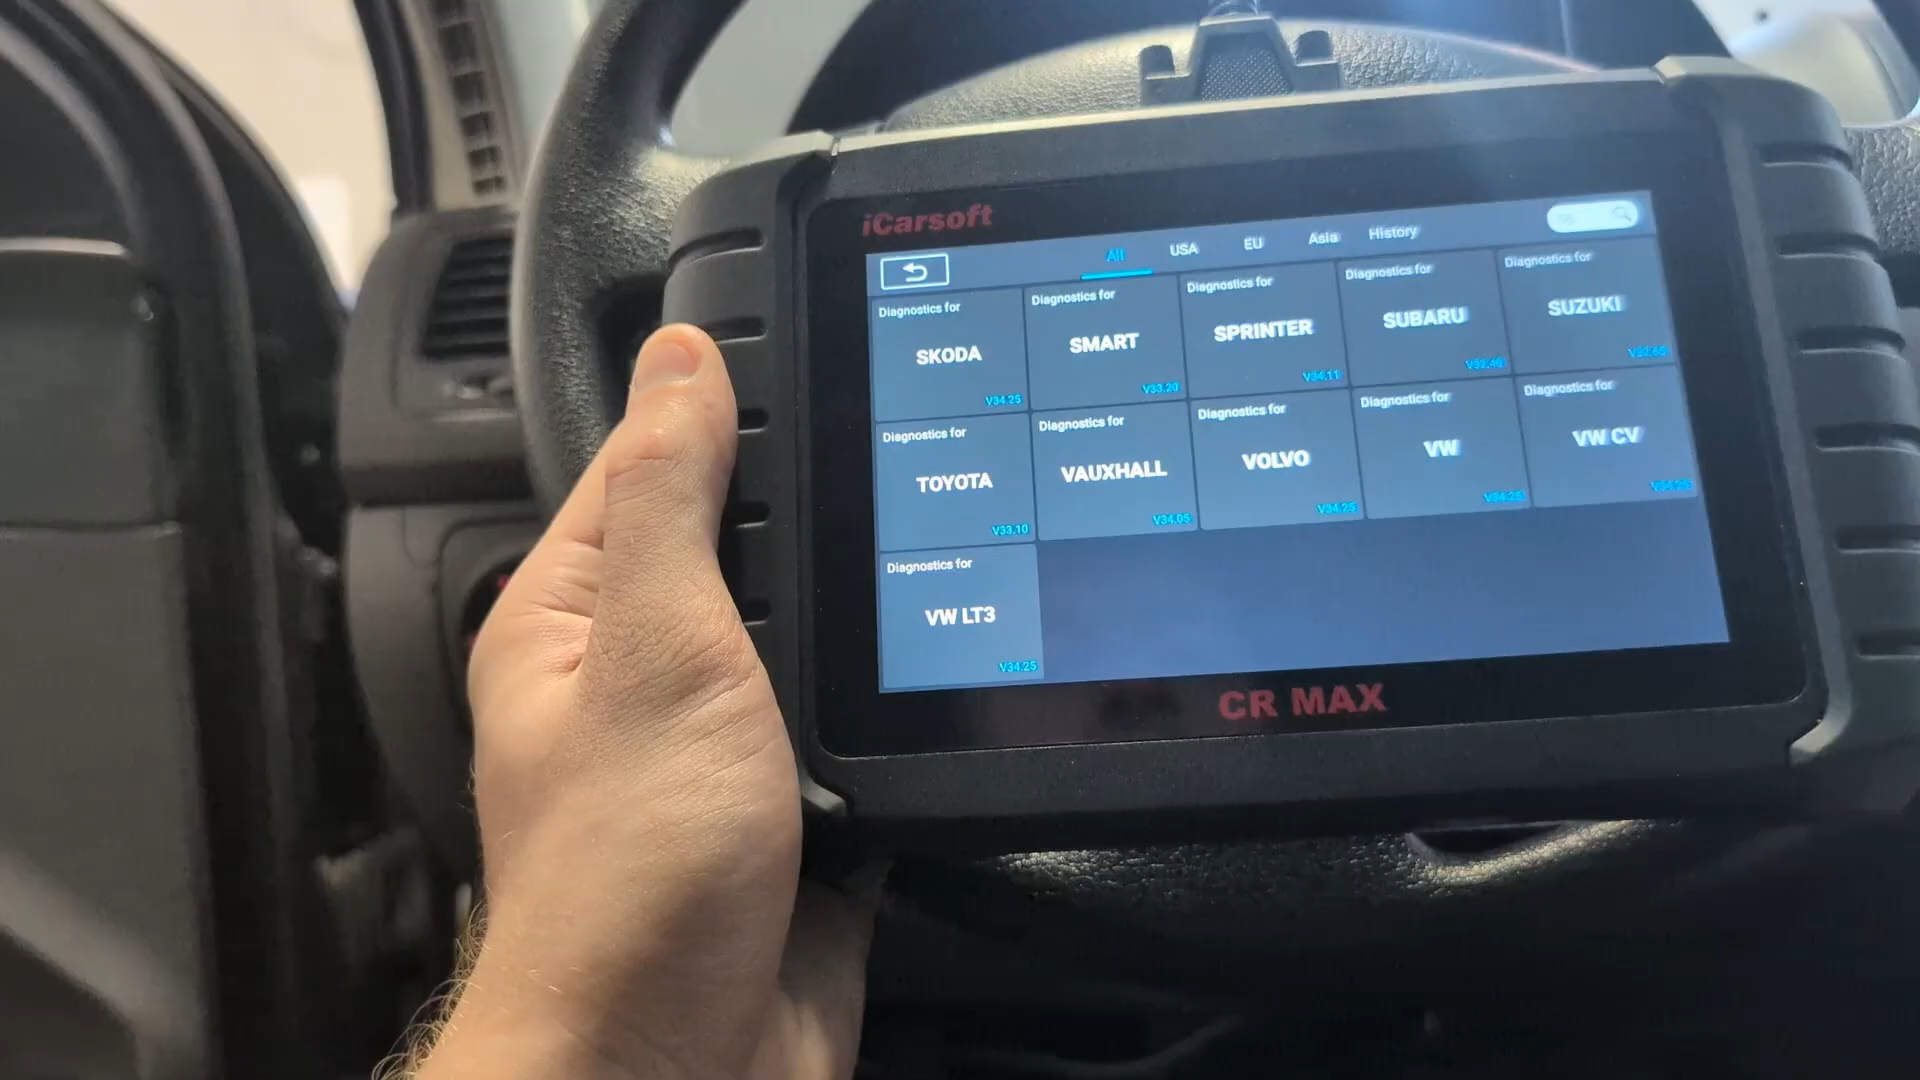 iCarsoft
All USA EU Asia History
Diagnostics for
SKODA
V34.25
Diagnostics for
SMART
V33.20
Diagnostics for
SPRINTER
V34.11
Diagnostics for
SUBARU
V32.40
Diagnostics for
SUZUKI
Diagnostics for
TOYOTA
V33.10
Diagnostics for
VAUXHALL
V34.05
Diagnostics for
VOLVO
V34.25
Diagnostics for
VW
V34.25
Diagnostics for
VW CV
Diagnostics for
VW LT3
V34.25
CR MAX